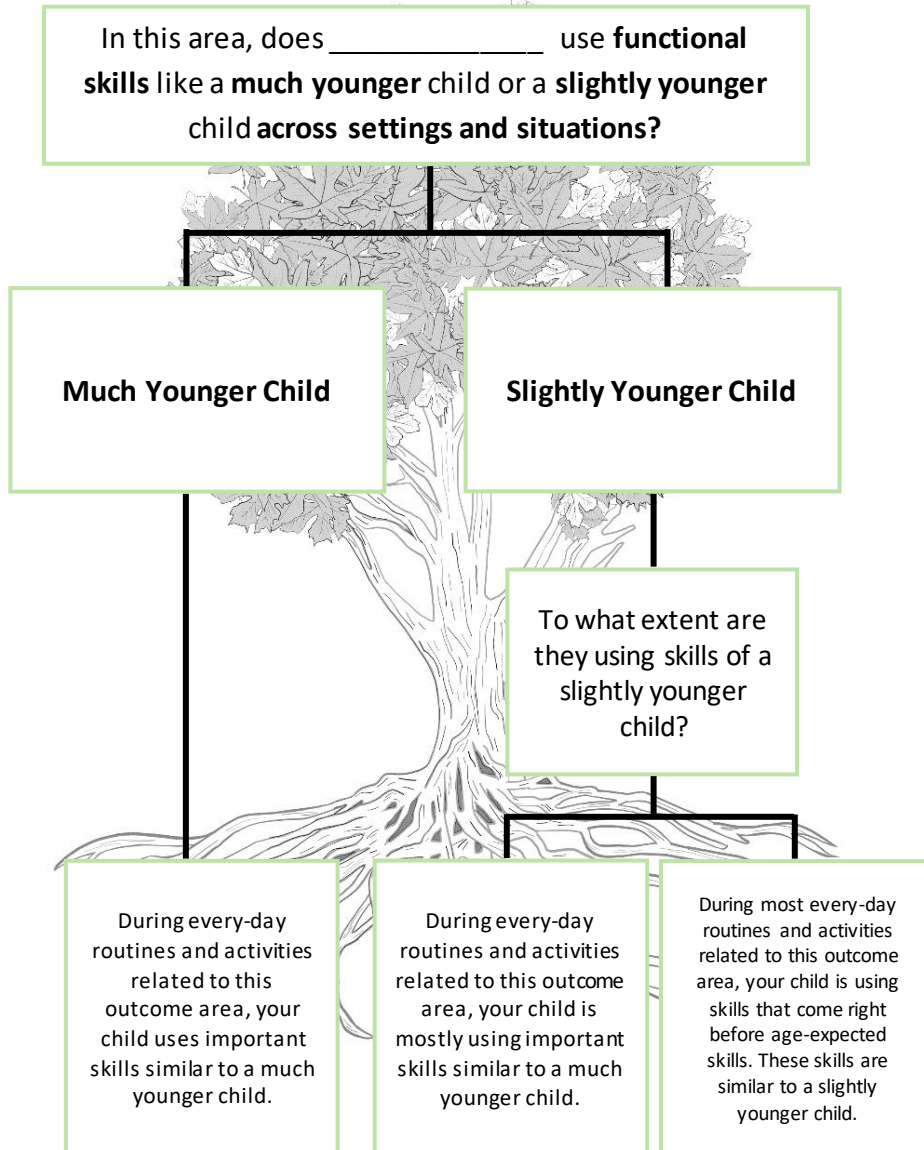 In this area, does ______________ use functional
skills like a much younger child or a slightly younger
child across settings and situations?
Much Younger Child
Slightly Younger Child
To what extent are
they using skills of a
slightly younger
child?
During every-day
routines and activities
related to this
outcome area, your
child uses important
skills similar to a much
younger child.
During every-day
routines and activities
related to this outcome
area, your child is
mostly using important
skills similar to a much
younger child.
During most every-day
routines and activities
related to this outcome
area, your child is using
skills that come right
before age-expected
skills. These skills are
similar to a slightly
younger child.